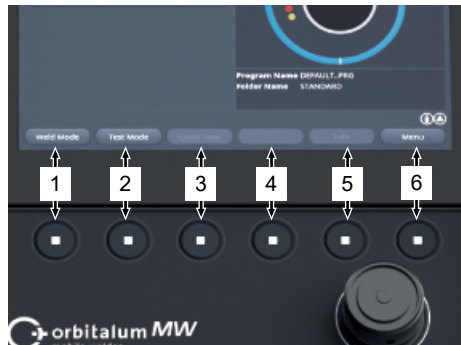 Program Name DEFAULT..PRG
Folder Name STANDARD
Weld Mode Test Mode Quick Save Info Menu
1 2 3 4 5 6
orbitalum MW